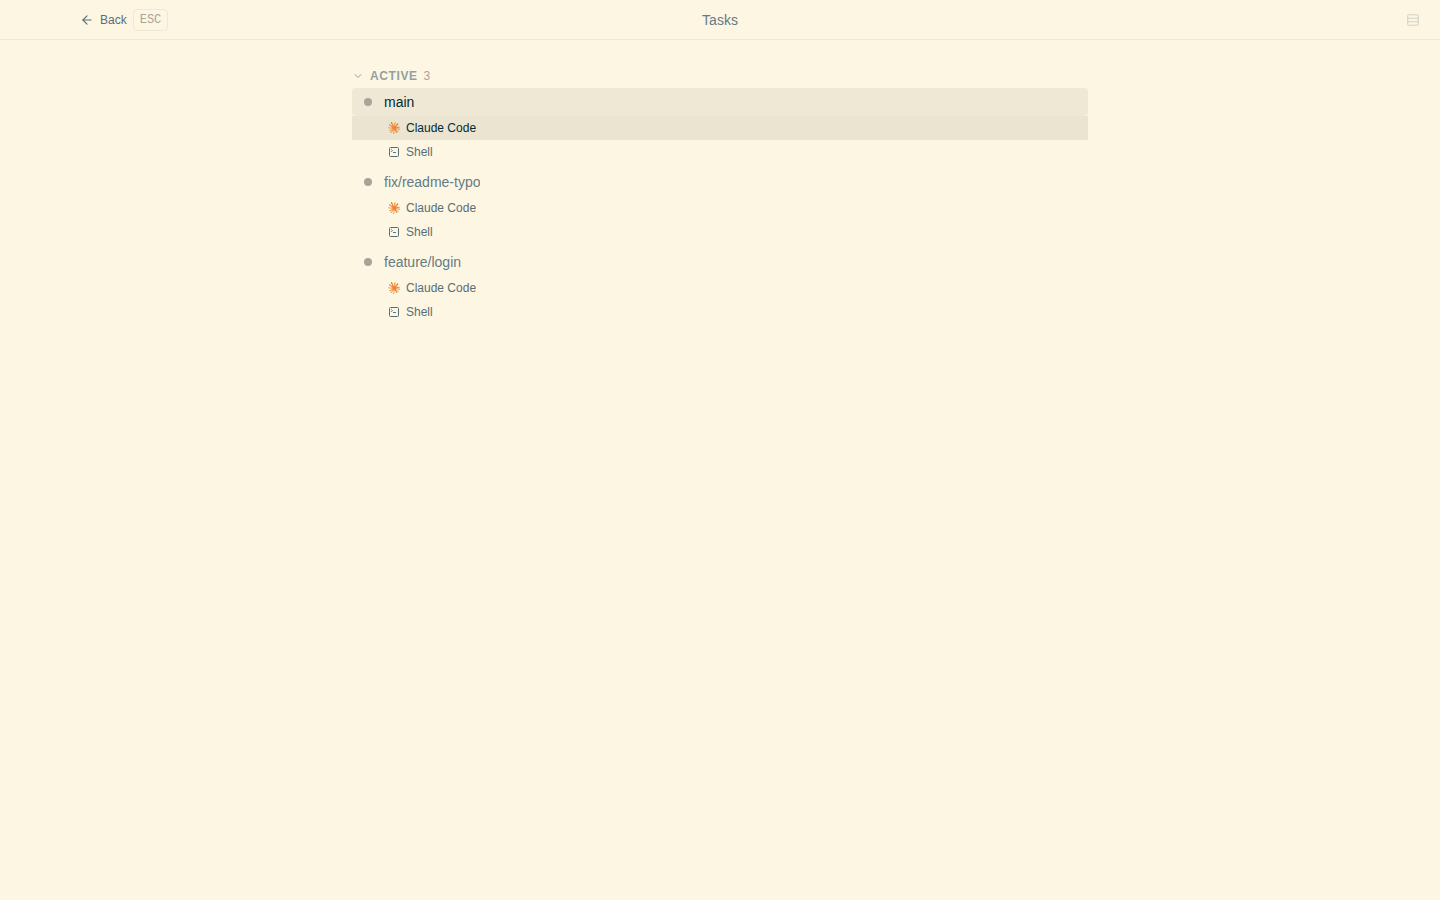 Back ESC
Tasks
ACTIVE 3
main
Claude Code
Shell
fix/readme-typo
Claude Code
Shell
feature/login
Claude Code
Shell